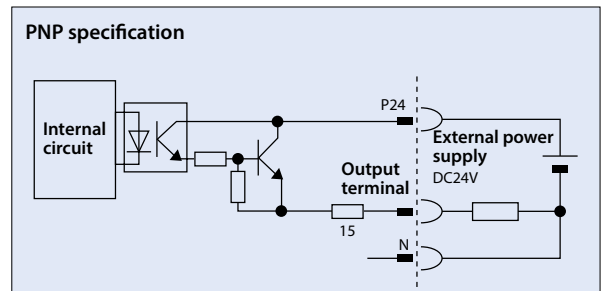 PNP specification
P24
Internal
circuit
External power
supply
DC24V
Output
terminal
15
N